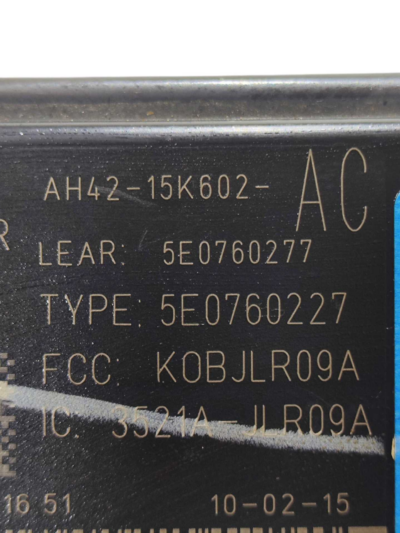 AH42-15K602- AC
R
LEAR: 5E0760277
TYPE: 5E0760227
FCC: KOBJLR09A
IC: 3521A-JLR09A
16 51 10-02-15